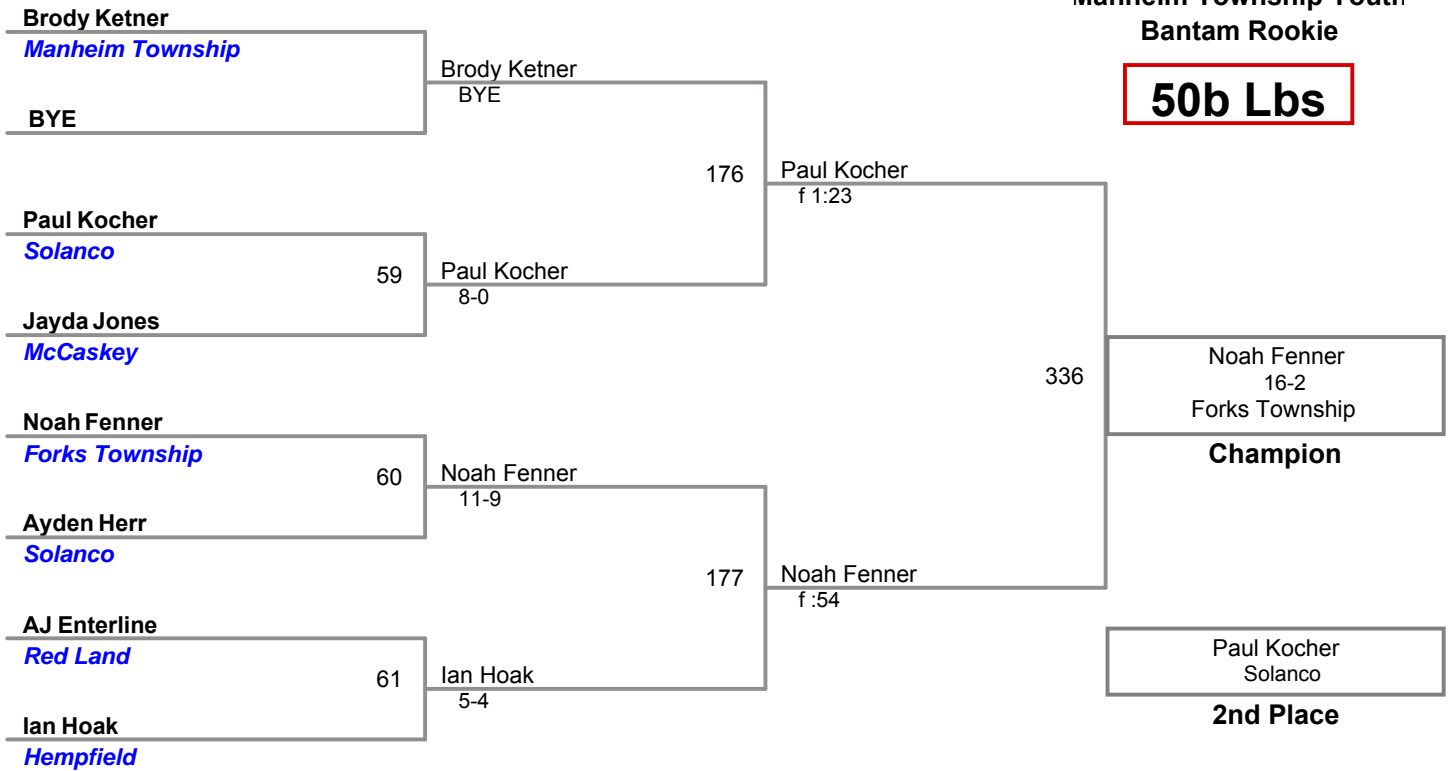 Manheim Township Youth
Bantam Rookie
50b Lbs
Brody Ketner
Manheim Township
BYE
Brody Ketner
BYE
176
Paul Kocher
f 1:23
Paul Kocher
Solanco
59
Paul Kocher
8-0
Jayda Jones
McCaskey
336
Noah Fenner
16-2
Forks Township
Champion
Noah Fenner
Forks Township
60
Noah Fenner
11-9
Ayden Herr
Solanco
177
Noah Fenner
f :54
AJ Enterline
Red Land
61
Ian Hoak
5-4
Ian Hoak
Hempfield
Paul Kocher
Solanco
2nd Place